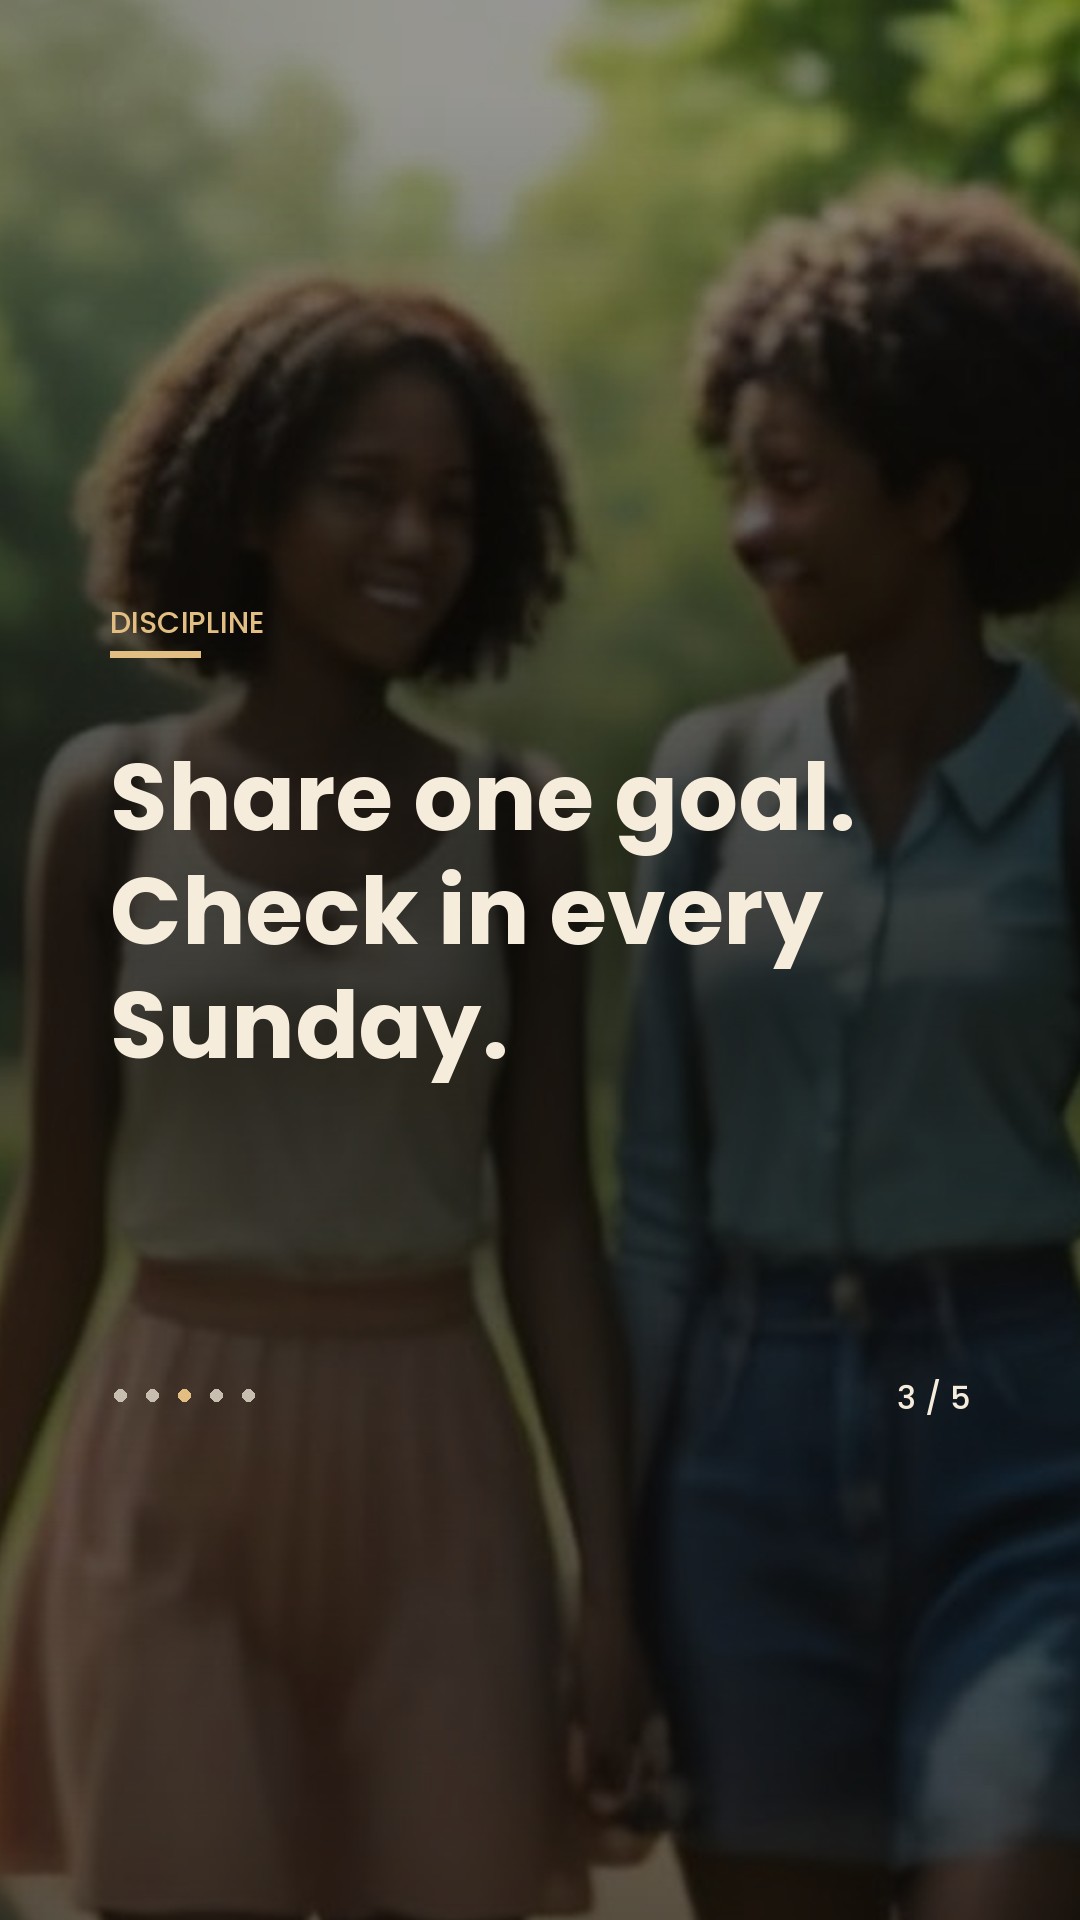 DISCIPLINE
Share one goal.
Check in every
Sunday.
3 / 5